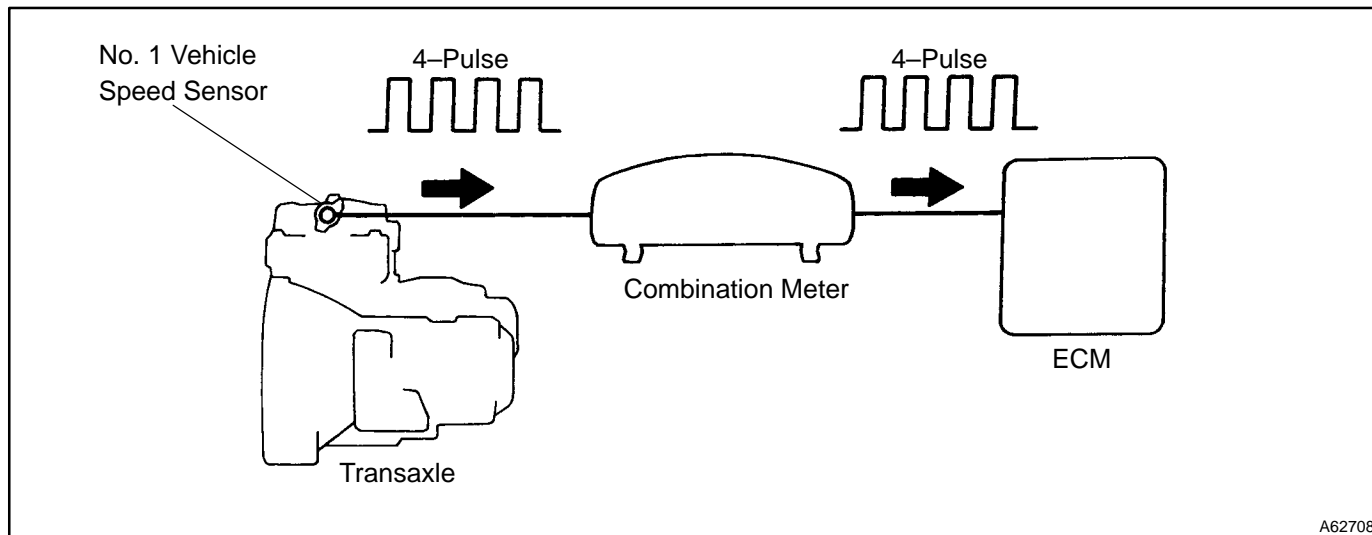 No. 1 Vehicle
Speed Sensor
4–Pulse
4–Pulse
Combination Meter
ECM
Transaxle
A62708